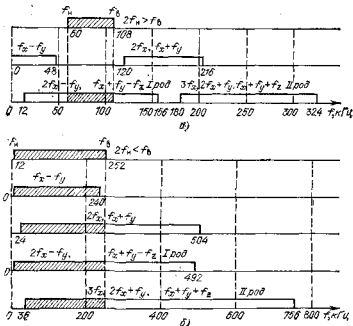 fн fв
2fн>fв
60 108
fx−fy
2fx, fx+fy
0 48 120 216
2fx−fy, fx+fy−fz I род
3fx, 2fx+fy, fx+fy+fz II род
12 50 100 150 156 180 200 250 300 324 f,кГц
а)
fн fв
2fн<fв
12 252
fx−fy
0 240
2fx, fx+fy
24 504
2fx−fy, fx+fy−fz I род
0 492
3fx, 2fx+fy, fx+fy+fz II род
0 36 200 400 600 756 800 f,кГц
б)